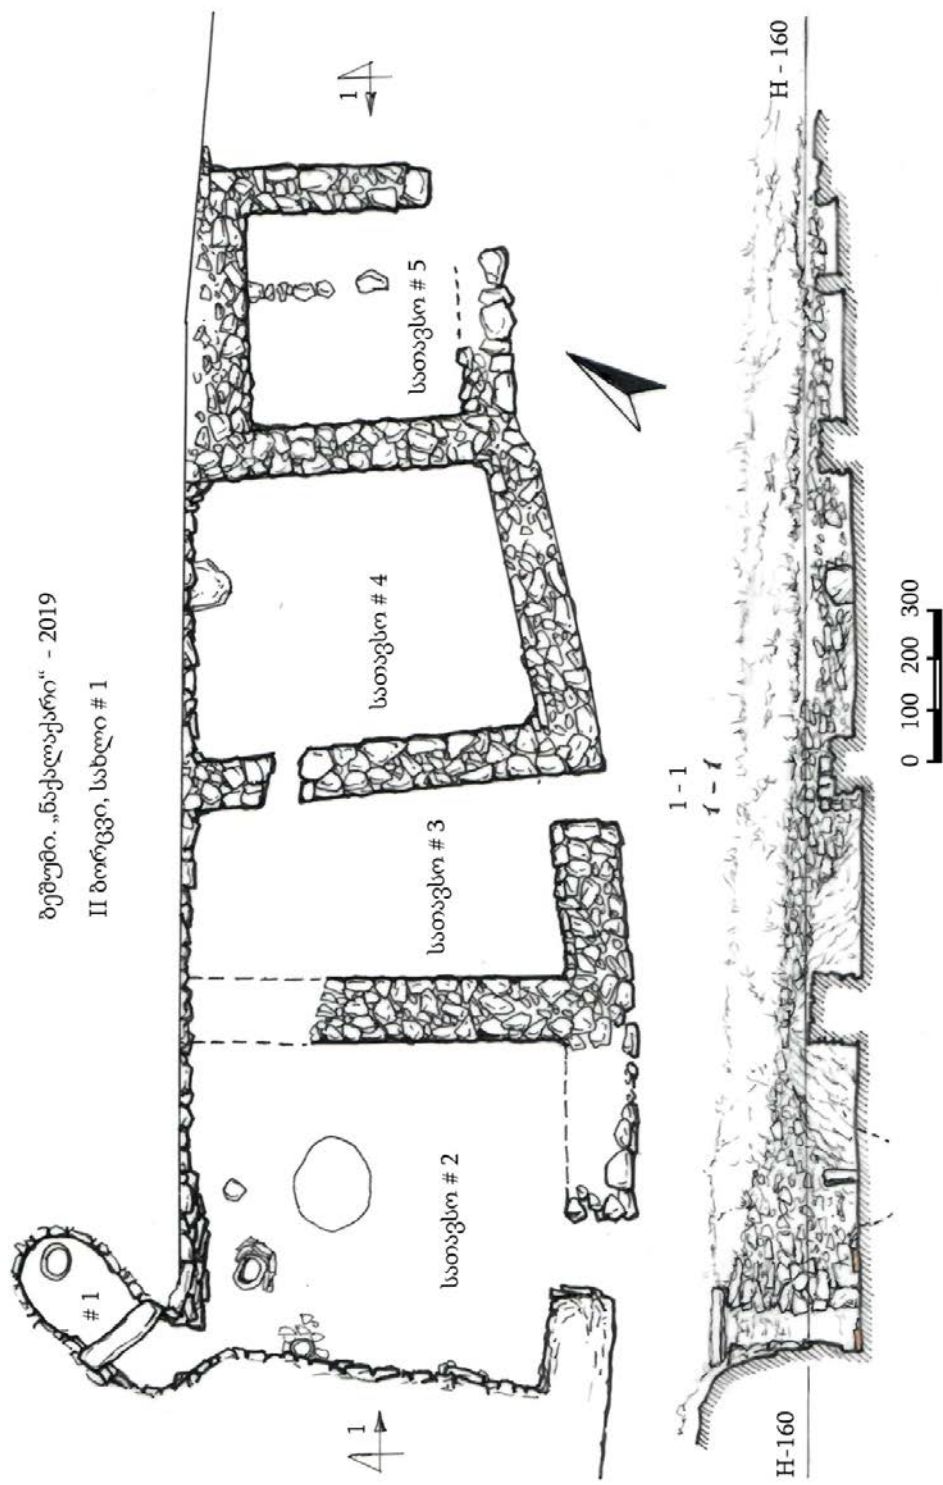 ბეშუმი. „ნაქალაქარი“ - 2019
II ბორცვი, სახლი # 1
# 1
სათავსო # 2
სათავსო # 3
სათავსო # 4
სათავსო # 5
1
1
1 - 1
1 - 1
H-160
H - 160
0 100 200 300